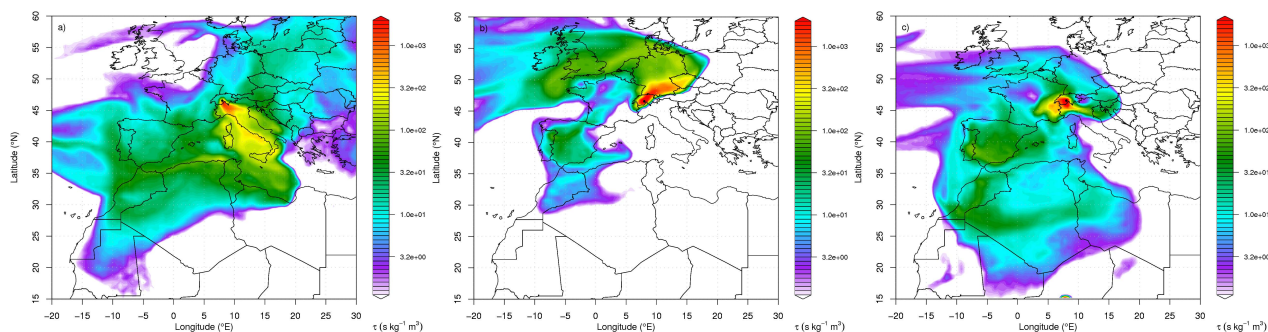 a)
60
55
50
45
40
35
30
25
20
15
Latitude (°N)
−20 −15 −10 −5 0 5 10 15 20 25 30
Longitude (°E)
1.0e+03
3.2e+02
1.0e+02
3.2e+01
1.0e+01
3.2e+00
τ (s kg⁻¹ m³)
b)
60
55
50
45
40
35
30
25
20
15
Latitude (°N)
−20 −15 −10 −5 0 5 10 15 20 25 30
Longitude (°E)
1.0e+03
3.2e+02
1.0e+02
3.2e+01
1.0e+01
3.2e+00
τ (s kg⁻¹ m³)
c)
60
55
50
45
40
35
30
25
20
15
Latitude (°N)
−20 −15 −10 −5 0 5 10 15 20 25 30
Longitude (°E)
1.0e+03
3.2e+02
1.0e+02
3.2e+01
1.0e+01
3.2e+00
τ (s kg⁻¹ m³)